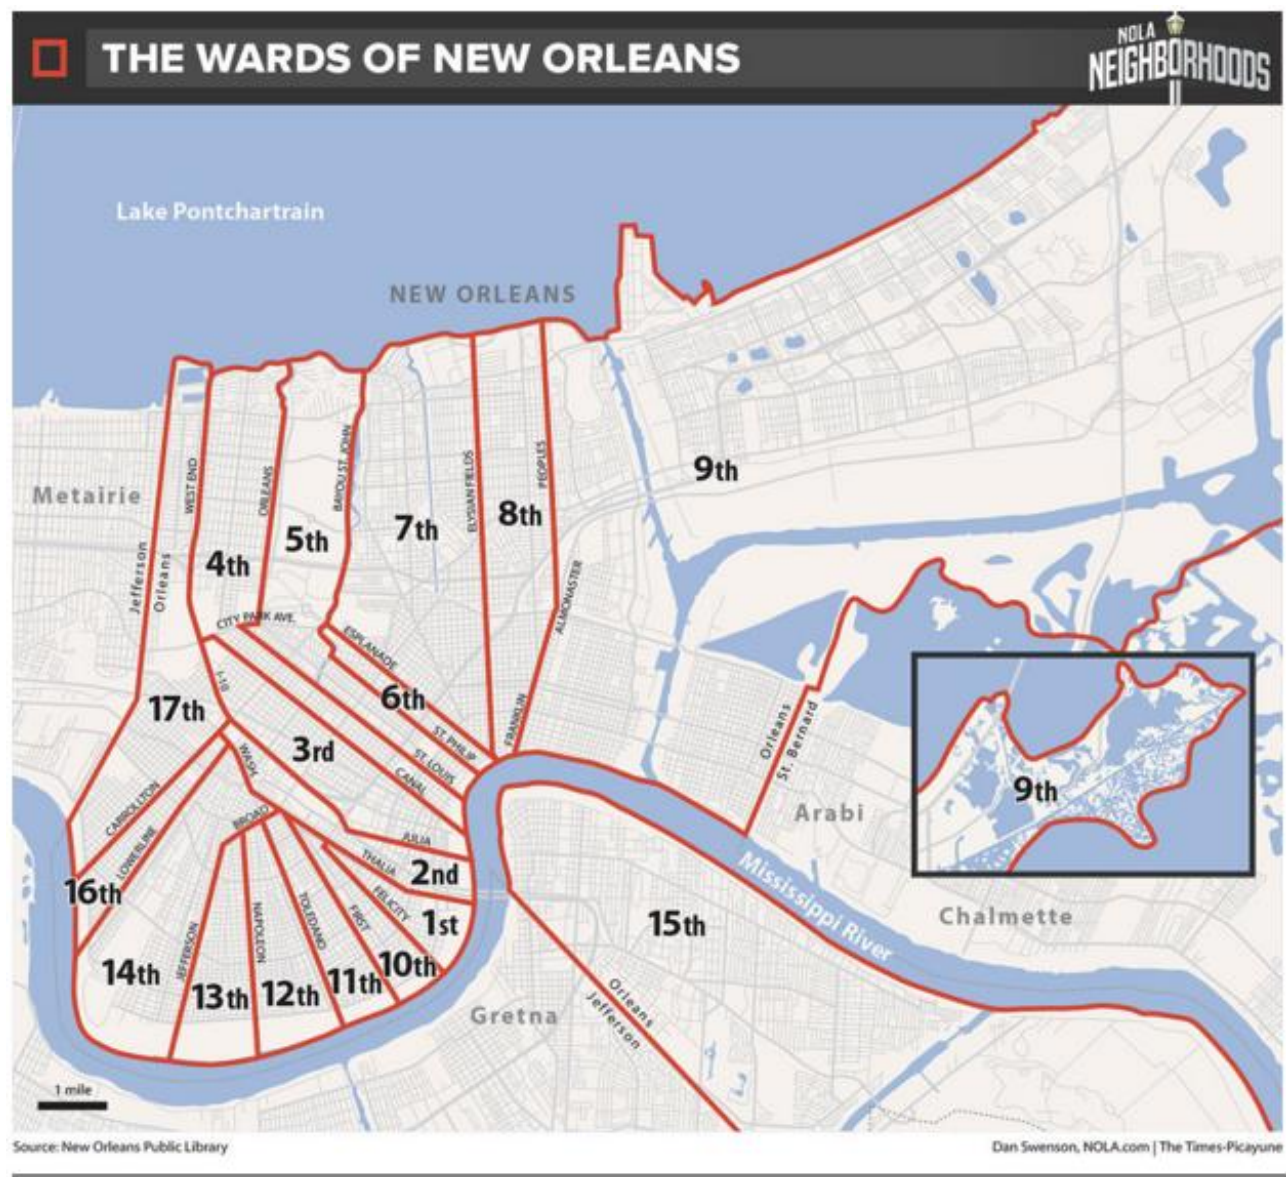 THE WARDS OF NEW ORLEANS
NOLA
NEIGHBORHOODS
Lake Pontchartrain
NEW ORLEANS
Metairie
Jefferson
Orleans
WEST END
ORLEANS
BAYOU ST. JOHN
ELYSIAN FIELDS
PEOPLES
9th
8th
7th
5th
4th
CITY PARK AVE.
ESPLANADE
ALMONASTER
I-10
6th
17th
3rd
ST. PHILIP
FRANKLIN
ST. LOUIS
CANAL
WASH
Orleans
St. Bernard
9th
Arabi
CARROLLTON
LOWERLINE
BROAD
JULIA
THALIA
2nd
Mississippi River
16th
FELICITY
1st
FIRST
TOLEDANO
NAPOLEON
JEFFERSON
15th
Chalmette
14th
13th
12th
11th
10th
Gretna
Orleans
Jefferson
1 mile
Source: New Orleans Public Library
Dan Swenson, NOLA.com | The Times-Picayune